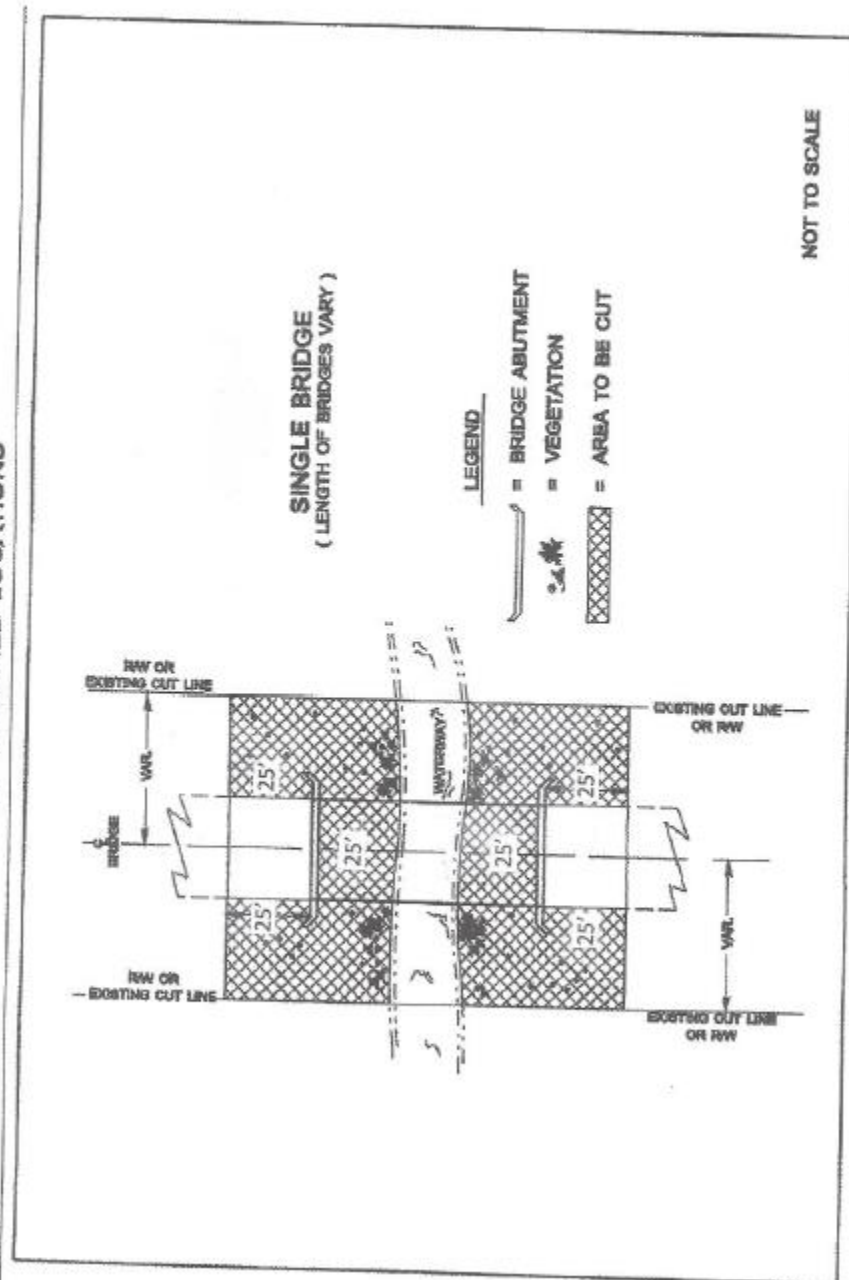 SINGLE BRIDGE
( LENGTH OF BRIDGES VARY )
R/W OR
EXISTING CUT LINE
R/W OR
EXISTING CUT LINE
VAR.
BRIDGE
25'
25'
25'
WATERWAY
25'
25'
25'
VAR.
EXISTING CUT LINE
OR R/W
EXISTING CUT LINE
OR R/W
LEGEND
= BRIDGE ABUTMENT
= VEGETATION
= AREA TO BE CUT
NOT TO SCALE